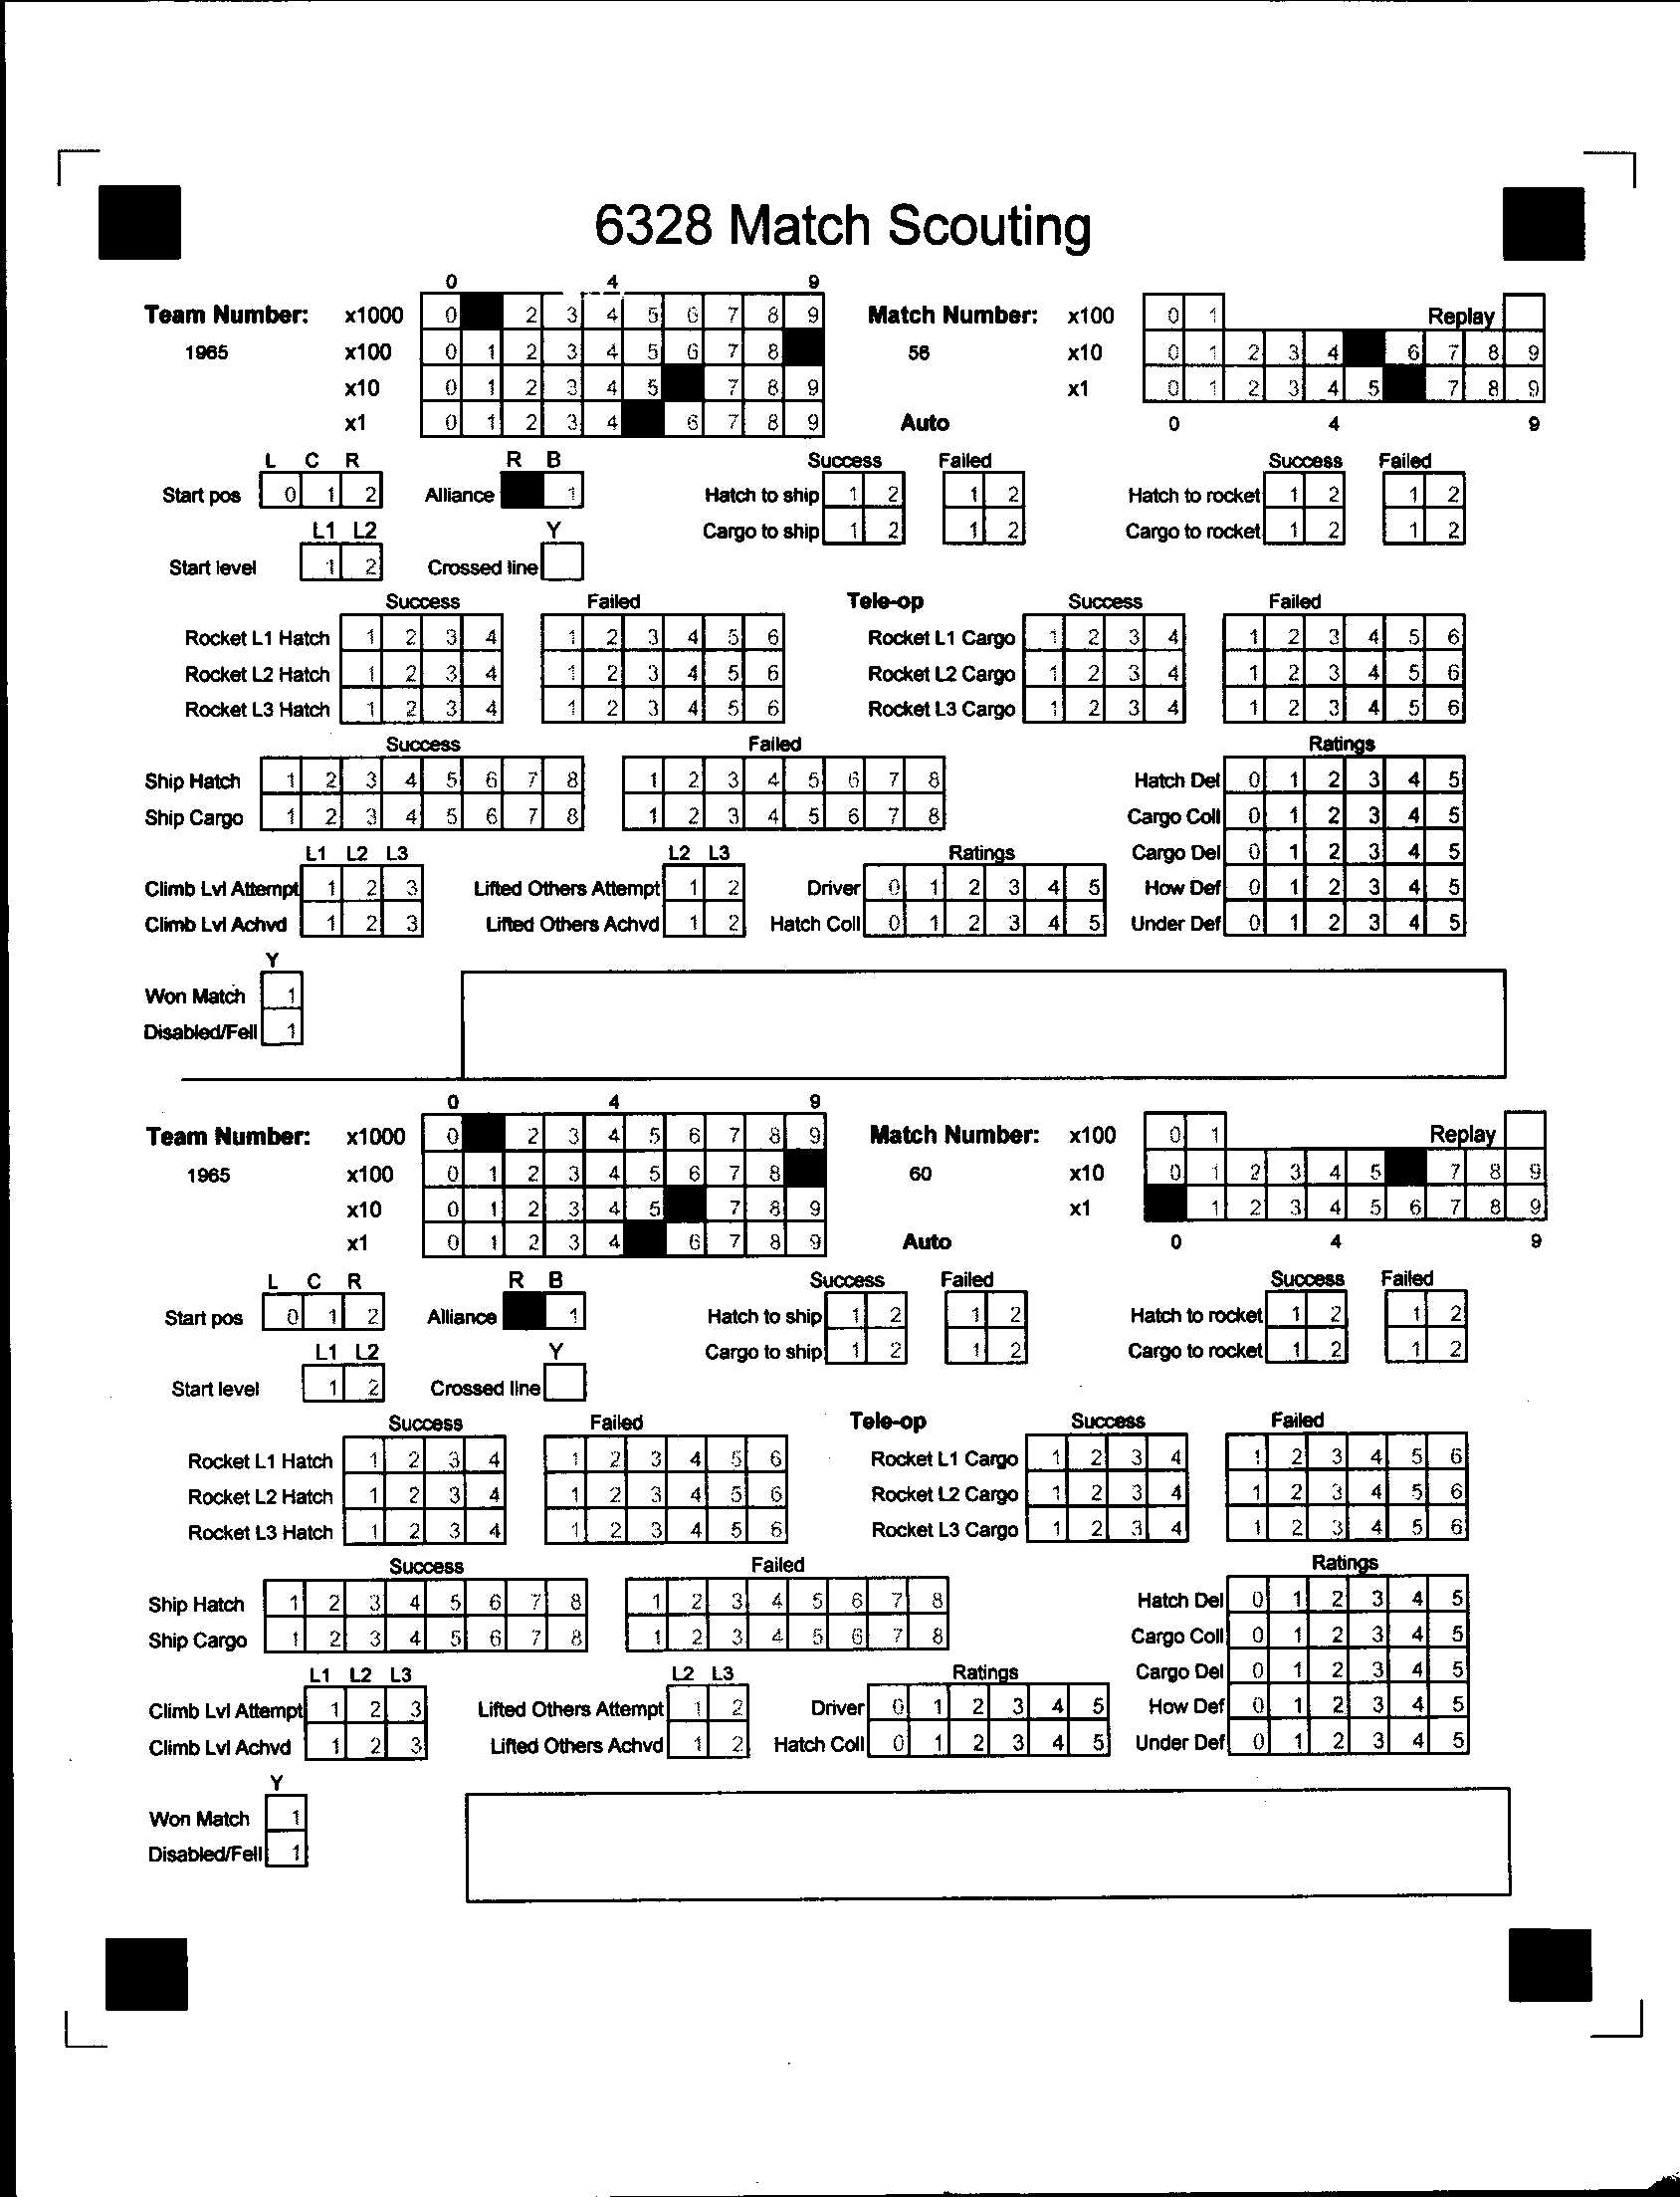 6328 Match Scouting
0 4 9
Team Number: x1000 0 2 3 4 5 6 7 8 9 Match Number: x100 0 1 Replay
1965 x100 0 1 2 3 4 5 6 7 8 56 x10 0 1 2 3 4 6 7 8 9
x10 0 1 2 3 4 5 7 8 9 x1 0 1 2 3 4 5 7 8 9
x1 0 1 2 3 4 6 7 8 9 Auto 0 4 9
L C R R B Success Failed Success Failed
Start pos 0 1 2 Alliance 1 Hatch to ship 1 2 1 2 Hatch to rocket 1 2 1 2
L1 L2 Y Cargo to ship 1 2 1 2 Cargo to rocket 1 2 1 2
Start level 1 2 Crossed line
Success Failed Tele-op Success Failed
Rocket L1 Hatch 1 2 3 4 1 2 3 4 5 6 Rocket L1 Cargo 1 2 3 4 1 2 3 4 5 6
Rocket L2 Hatch 1 2 3 4 1 2 3 4 5 6 Rocket L2 Cargo 1 2 3 4 1 2 3 4 5 6
Rocket L3 Hatch 1 2 3 4 1 2 3 4 5 6 Rocket L3 Cargo 1 2 3 4 1 2 3 4 5 6
Success Failed Ratings
Ship Hatch 1 2 3 4 5 6 7 8 1 2 3 4 5 6 7 8 Hatch Del 0 1 2 3 4 5
Ship Cargo 1 2 3 4 5 6 7 8 1 2 3 4 5 6 7 8 Cargo Coll 0 1 2 3 4 5
L1 L2 L3 L2 L3 Ratings Cargo Del 0 1 2 3 4 5
Climb Lvl Attempt 1 2 3 Lifted Others Attempt 1 2 Driver 0 1 2 3 4 5 How Def 0 1 2 3 4 5
Climb Lvl Achvd 1 2 3 Lifted Others Achvd 1 2 Hatch Coll 0 1 2 3 4 5 Under Def 0 1 2 3 4 5
Y
Won Match 1
Disabled/Fell 1
0 4 9
Team Number: x1000 0 2 3 4 5 6 7 8 9 Match Number: x100 0 1 Replay
1965 x100 0 1 2 3 4 5 6 7 8 60 x10 0 1 2 3 4 5 7 8 9
x10 0 1 2 3 4 5 7 8 9 x1 1 2 3 4 5 6 7 8 9
x1 0 1 2 3 4 6 7 8 9 Auto 0 4 9
L C R R B Success Failed Success Failed
Start pos 0 1 2 Alliance 1 Hatch to ship 1 2 1 2 Hatch to rocket 1 2 1 2
L1 L2 Y Cargo to ship 1 2 1 2 Cargo to rocket 1 2 1 2
Start level 1 2 Crossed line
Success Failed Tele-op Success Failed
Rocket L1 Hatch 1 2 3 4 1 2 3 4 5 6 Rocket L1 Cargo 1 2 3 4 1 2 3 4 5 6
Rocket L2 Hatch 1 2 3 4 1 2 3 4 5 6 Rocket L2 Cargo 1 2 3 4 1 2 3 4 5 6
Rocket L3 Hatch 1 2 3 4 1 2 3 4 5 6 Rocket L3 Cargo 1 2 3 4 1 2 3 4 5 6
Success Failed Ratings
Ship Hatch 1 2 3 4 5 6 7 8 1 2 3 4 5 6 7 8 Hatch Del 0 1 2 3 4 5
Ship Cargo 1 2 3 4 5 6 7 8 1 2 3 4 5 6 7 8 Cargo Coll 0 1 2 3 4 5
L1 L2 L3 L2 L3 Ratings Cargo Del 0 1 2 3 4 5
Climb Lvl Attempt 1 2 3 Lifted Others Attempt 1 2 Driver 0 1 2 3 4 5 How Def 0 1 2 3 4 5
Climb Lvl Achvd 1 2 3 Lifted Others Achvd 1 2 Hatch Coll 0 1 2 3 4 5 Under Def 0 1 2 3 4 5
Y
Won Match 1
Disabled/Fell 1